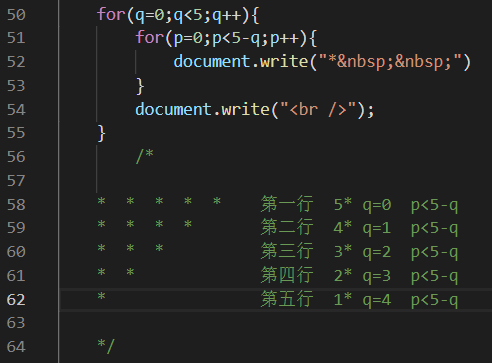 50 for(q=0;q<5;q++){
51 for(p=0;p<5-q;p++){
52 document.write("*&nbsp;&nbsp;")
53 }
54 document.write("<br />");
55 }
56 /*
57
58 * * * * * 第一行 5* q=0 p<5-q
59 * * * * 第二行 4* q=1 p<5-q
60 * * * 第三行 3* q=2 p<5-q
61 * * 第四行 2* q=3 p<5-q
62 * 第五行 1* q=4 p<5-q
63
64 */